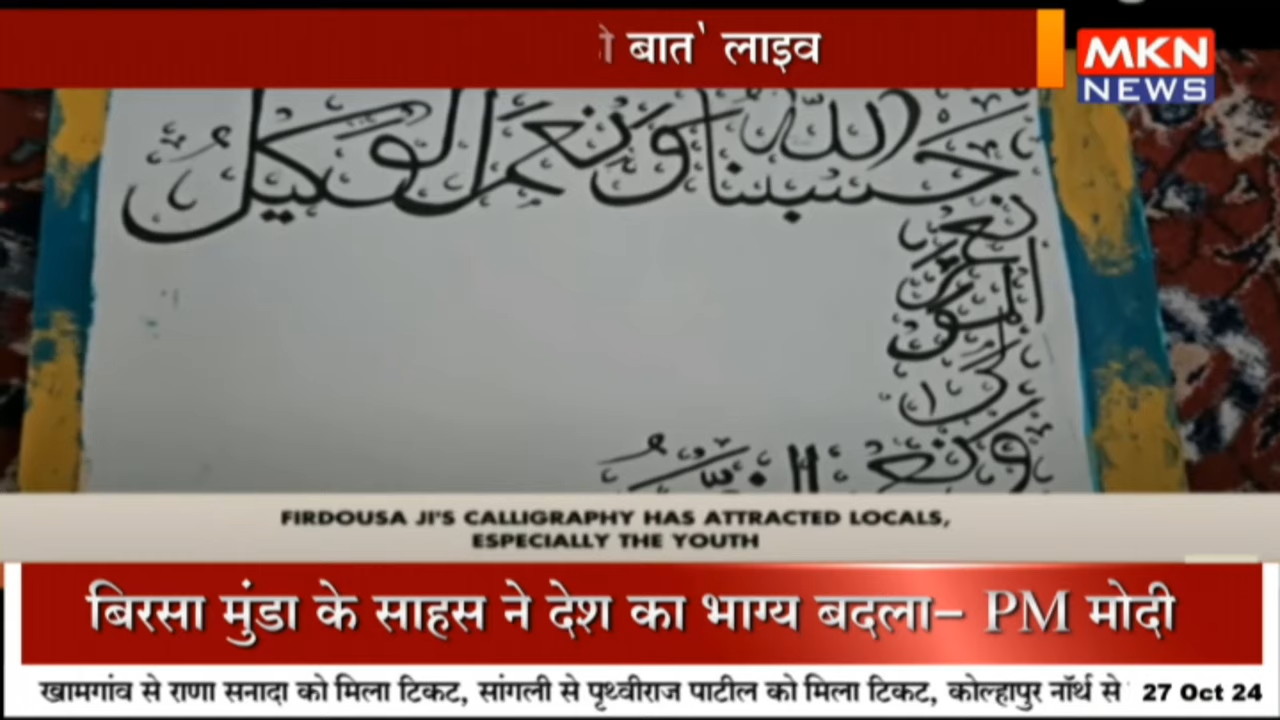 बात' लाइव
MKN
NEWS
حسبنا الله ونعم الوكيل
نعم
المولى
ونعم
FIRDOUSA JI'S CALLIGRAPHY HAS ATTRACTED LOCALS,
ESPECIALLY THE YOUTH
बिरसा मुंडा के साहस ने देश का भाग्य बदला– PM मोदी
खामगांव से राणा सनादा को मिला टिकट, सांगली से पृथ्वीराज पाटील को मिला टिकट, कोल्हापुर नॉर्थ से
27 Oct 24